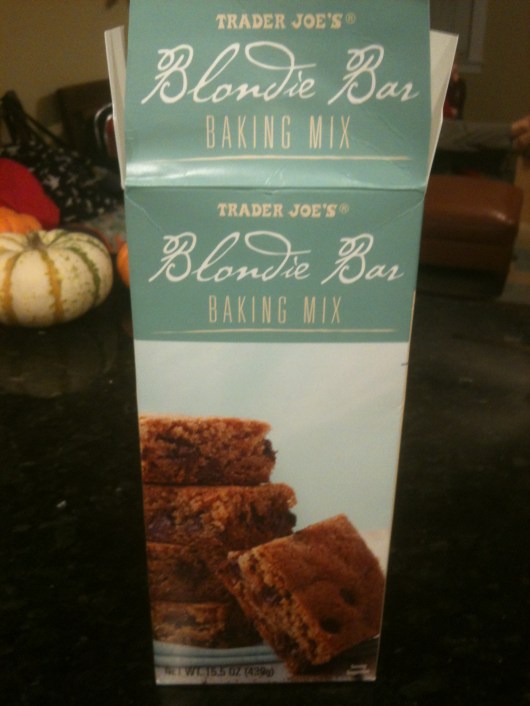 TRADER JOE'S®
Blondie Bar
BAKING MIX
TRADER JOE'S®
Blondie Bar
BAKING MIX
NET WT. 15.5 OZ (439g)